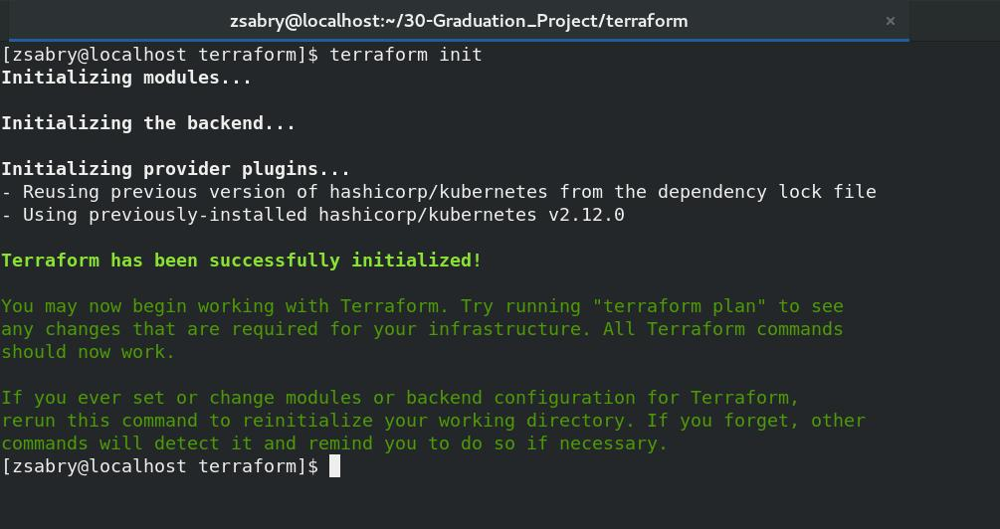 zsabry@localhost:~/30-Graduation_Project/terraform
[zsabry@localhost terraform]$ terraform init
Initializing modules...
Initializing the backend...
Initializing provider plugins...
- Reusing previous version of hashicorp/kubernetes from the dependency lock file
- Using previously-installed hashicorp/kubernetes v2.12.0
Terraform has been successfully initialized!
You may now begin working with Terraform. Try running "terraform plan" to see
any changes that are required for your infrastructure. All Terraform commands
should now work.
If you ever set or change modules or backend configuration for Terraform,
rerun this command to reinitialize your working directory. If you forget, other
commands will detect it and remind you to do so if necessary.
[zsabry@localhost terraform]$